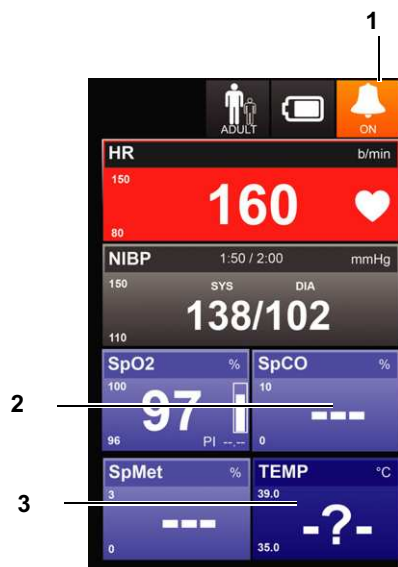 1
ADULT
ON
HR b/min
150
160
80
NIBP 1:50 / 2:00 mmHg
150 SYS DIA
138/102
110
SpO2 % SpCO %
100 10
2
97 ---
96 PI --.-- 0
SpMet % TEMP °C
3 39.0
3
--- -?-
0 35.0